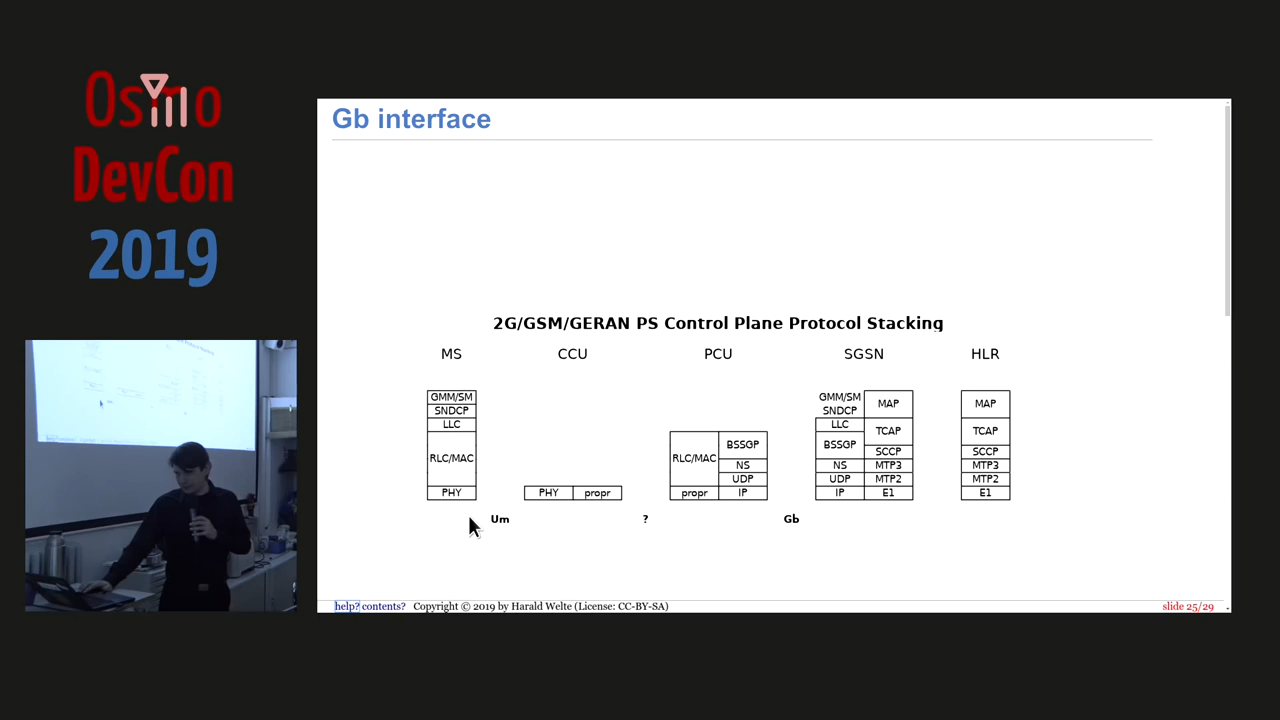 Osmo
DevCon
2019
Gb interface
2G/GSM/GERAN PS Control Plane Protocol Stacking
MS CCU PCU SGSN HLR
GMM/SM GMM/SM MAP MAP
SNDCP SNDCP
LLC LLC TCAP TCAP
RLC/MAC RLC/MAC BSSGP BSSGP SCCP SCCP
NS NS MTP3 MTP3
UDP UDP MTP2 MTP2
PHY PHY propr propr IP IP E1 E1
Um ? Gb
help? contents? Copyright © 2019 by Harald Welte (License: CC-BY-SA) slide 25/29